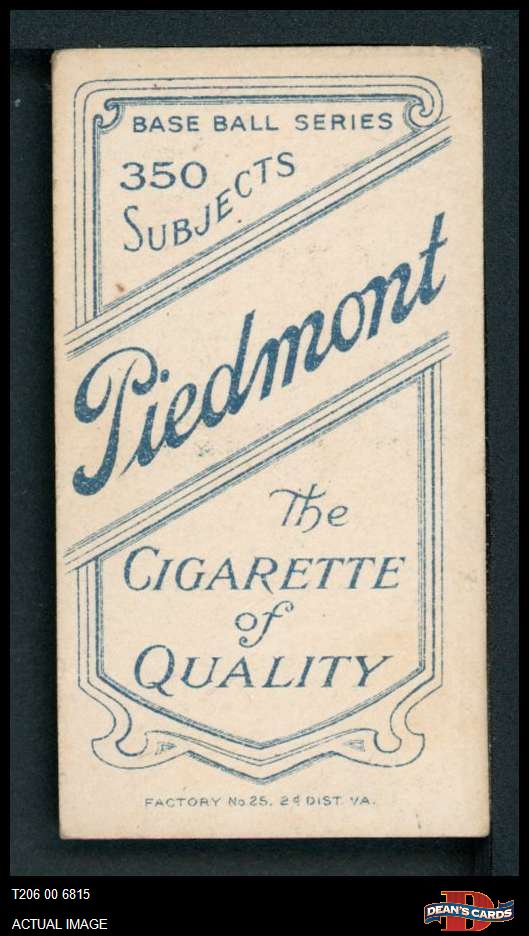 BASE BALL SERIES
350
SUBJECTS
Piedmont
The
CIGARETTE
of
QUALITY
FACTORY No 25. 2d DIST. VA.
T206 00 6815
ACTUAL IMAGE
D
DEAN'S CARDS